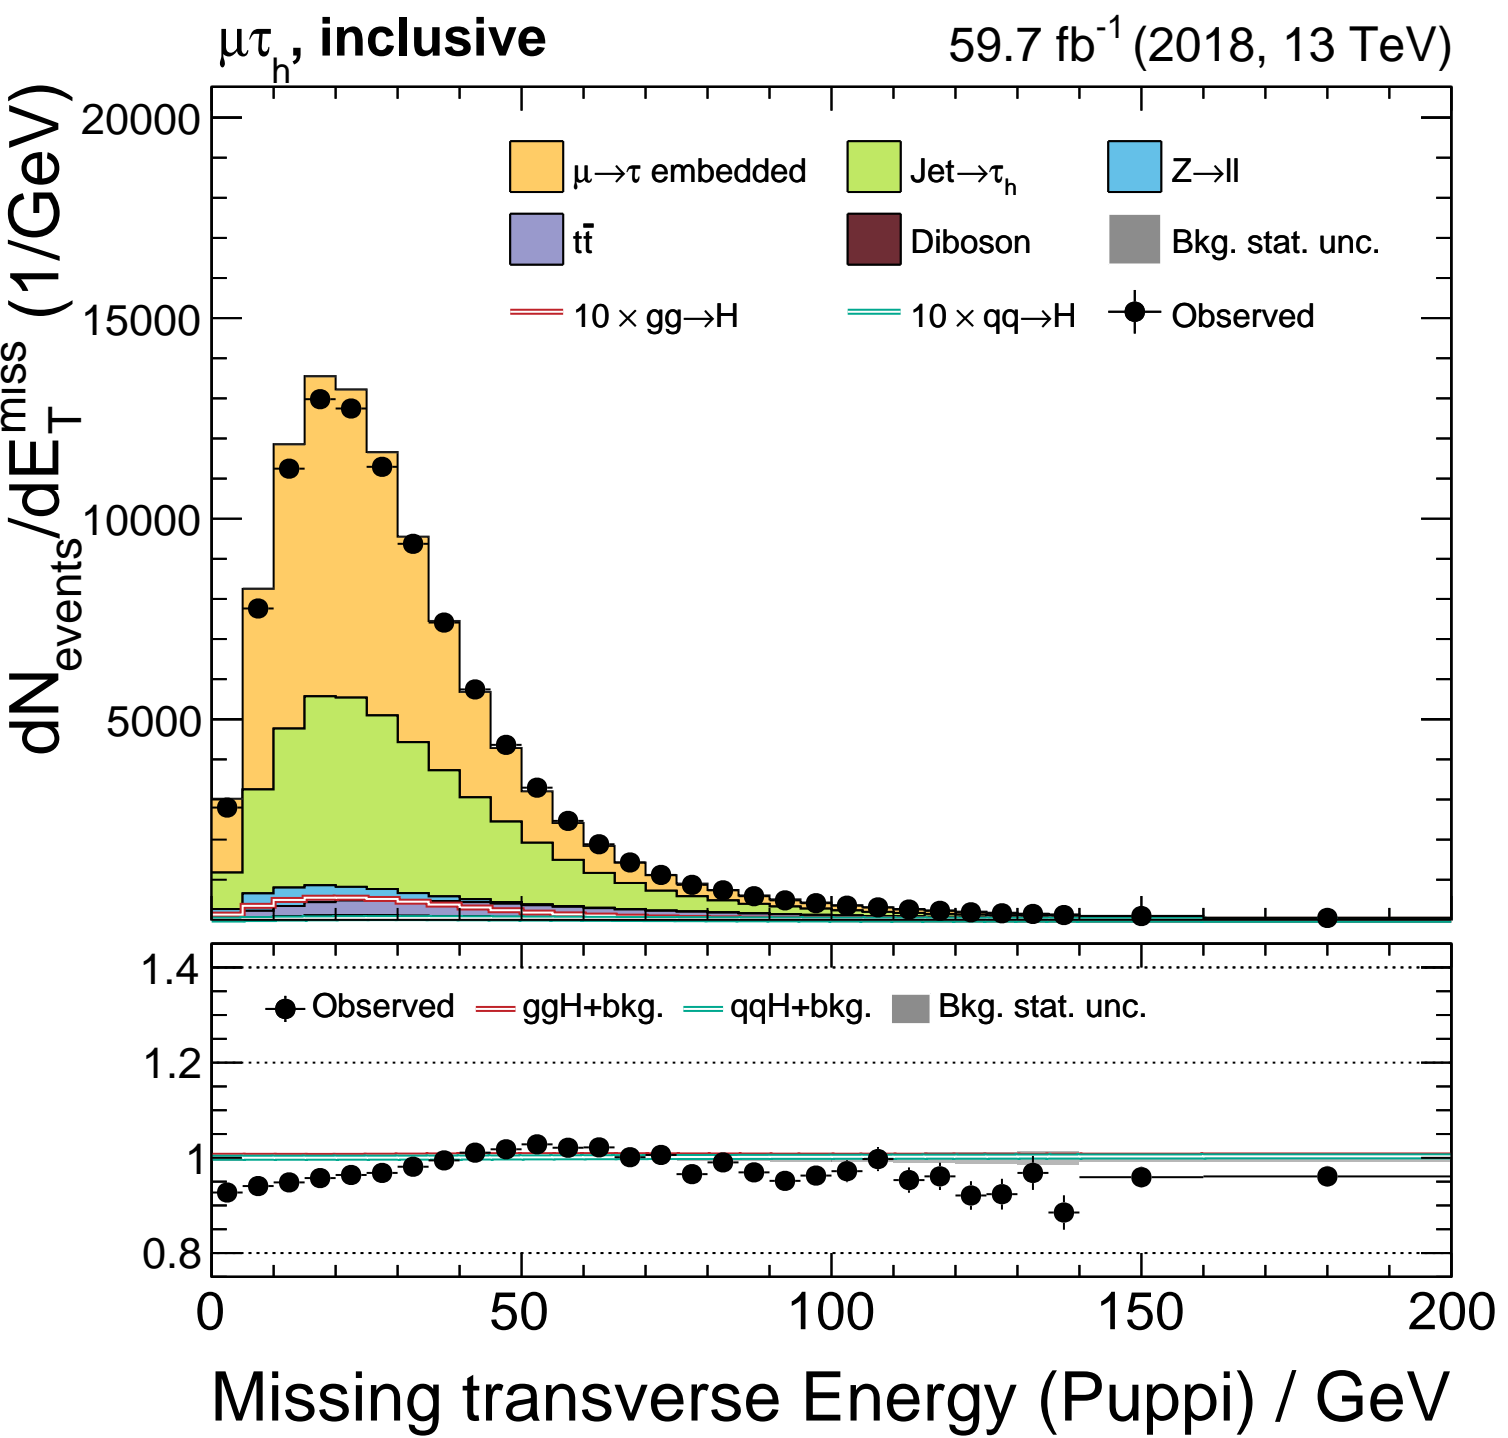 μτh, inclusive
59.7 fb-1 (2018, 13 TeV)
dNevents/dETmiss (1/GeV)
20000
15000
10000
5000
μ→τ embedded
Jet→τh
Z→ll
tt̄
Diboson
Bkg. stat. unc.
10 × gg→H
10 × qq→H
Observed
1.4
1.2
1
0.8
Observed
ggH+bkg.
qqH+bkg.
Bkg. stat. unc.
0
50
100
150
200
Missing transverse Energy (Puppi) / GeV